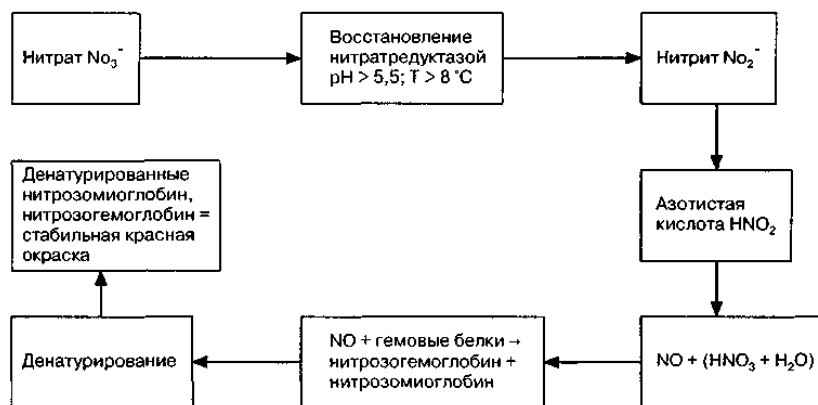 Нитрат No₃⁻
Восстановление
нитратредуктазой
pH > 5,5; T > 8 °C
Нитрит No₂⁻
Азотистая
кислота HNO₂
NO + (HNO₃ + H₂O)
NO + гемовые белки →
нитрозогемоглобин +
нитрозомиоглобин
Денатурирование
Денатурированные
нитрозомиоглобин,
нитрозогемоглобин =
стабильная красная
окраска